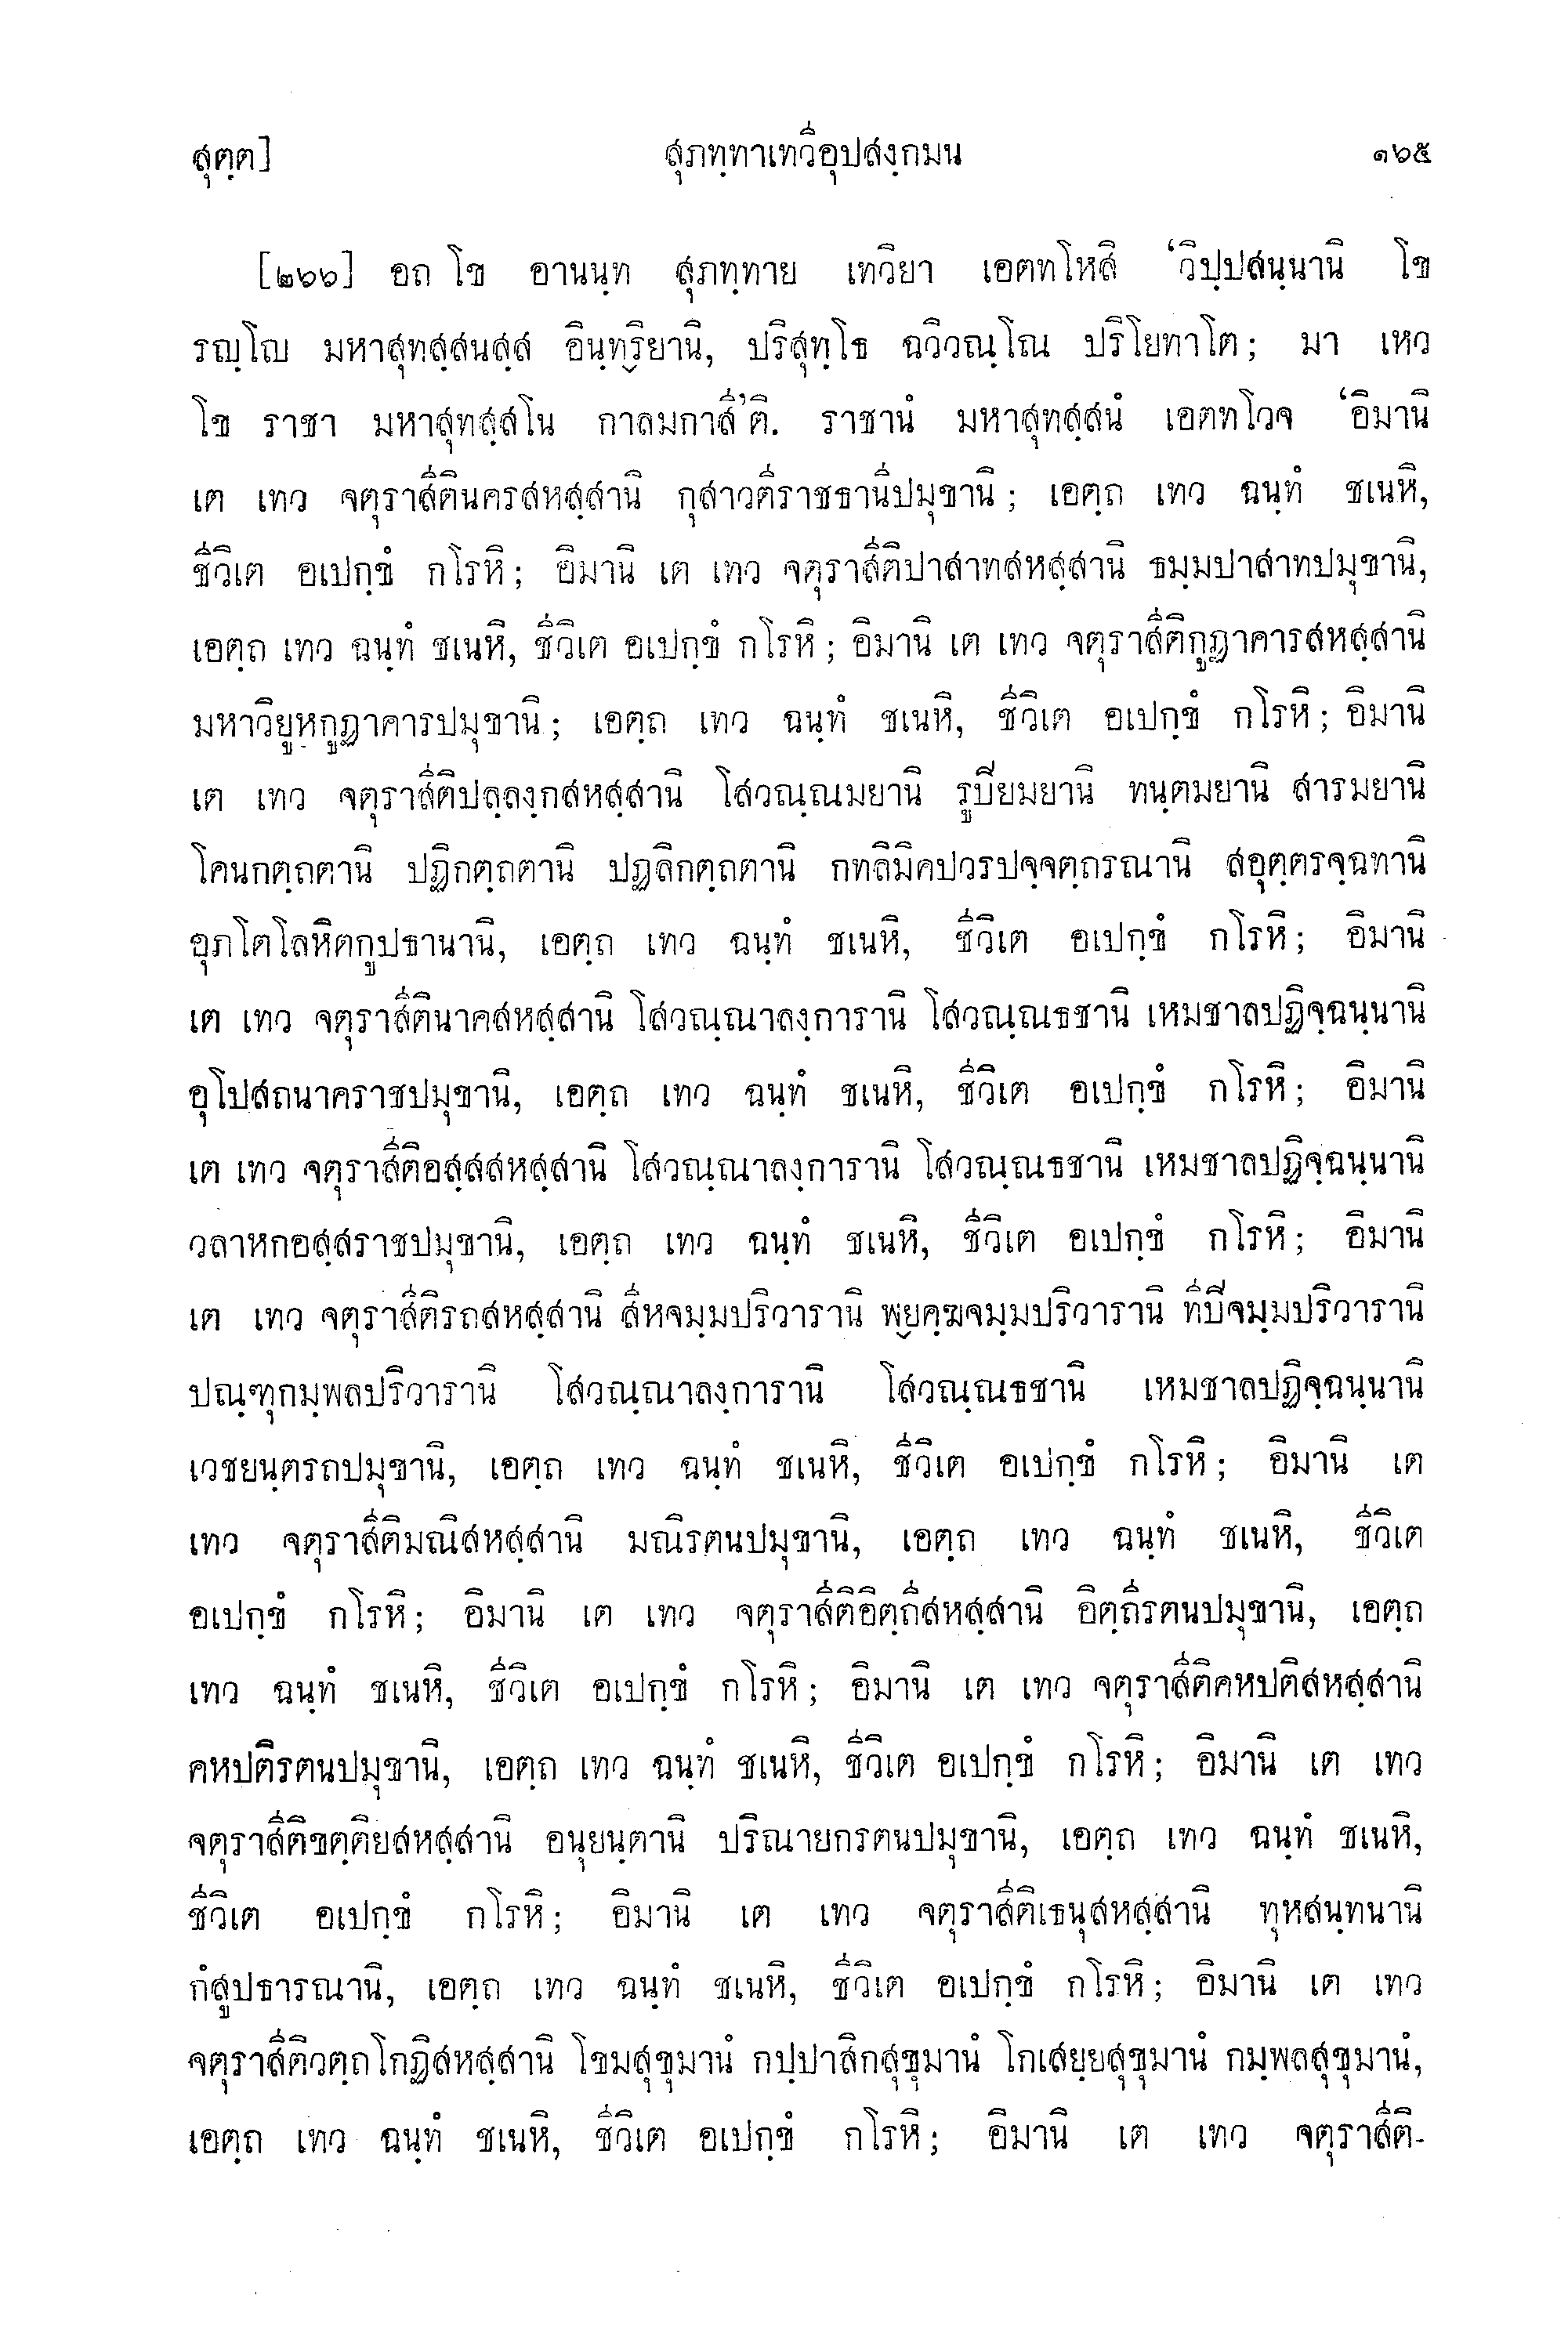 สุตฺต]
สุภทฺทาเทวีอุปสงฺกมน
๑๖๕
[๒๖๖] อถ โข อานนฺท สุภทฺทาย เทวิยา เอตทโหสิ ‘วิปฺปสนฺนานิ โข
รญฺโญ มหาสุทสฺสนสฺส อินฺทฺริยานิ, ปริสุทฺโธ ฉวิวณฺโณ ปริโยทาโต; มา เหว
โข ราชา มหาสุทสฺสโน กาลมกาสี’ติ. ราชานํ มหาสุทสฺสนํ เอตทโวจ ‘อิมานิ
เต เทว จตุราสีตินครสหสฺสานิ กุสาวตีราชธานีปมุขานิ; เอตฺถ เทว ฉนฺทํ ชเนหิ,
ชีวิเต อเปกฺขํ กโรหิ; อิมานิ เต เทว จตุราสีติปาสาทสหสฺสานิ ธมฺมปาสาทปมุขานิ,
เอตฺถ เทว ฉนฺทํ ชเนหิ, ชีวิเต อเปกฺขํ กโรหิ; อิมานิ เต เทว จตุราสีติกูฏาคารสหสฺสานิ
มหาวิยูหกูฏาคารปมุขานิ; เอตฺถ เทว ฉนฺทํ ชเนหิ, ชีวิเต อเปกฺขํ กโรหิ; อิมานิ
เต เทว จตุราสีติปลฺลงฺกสหสฺสานิ โสวณฺณมยานิ รูปิยมยานิ ทนฺตมยานิ สารมยานิ
โคนกตฺถตานิ ปฏิกตฺถตานิ ปฏลิกตฺถตานิ กทลิมิคปวรปจฺจตฺถรณานิ สอุตฺตรจฺฉทานิ
อุภโตโลหิตกูปธานานิ, เอตฺถ เทว ฉนฺทํ ชเนหิ, ชีวิเต อเปกฺขํ กโรหิ; อิมานิ
เต เทว จตุราสีตินาคสหสฺสานิ โสวณฺณาลงฺการานิ โสวณฺณธชานิ เหมชาลปฏิจฺฉนฺนานิ
อุโปสถนาคราชปมุขานิ, เอตฺถ เทว ฉนฺทํ ชเนหิ, ชีวิเต อเปกฺขํ กโรหิ; อิมานิ
เต เทว จตุราสีติอสฺสสหสฺสานิ โสวณฺณาลงฺการานิ โสวณฺณธชานิ เหมชาลปฏิจฺฉนฺนานิ
วลาหกอสฺสราชปมุขานิ, เอตฺถ เทว ฉนฺทํ ชเนหิ, ชีวิเต อเปกฺขํ กโรหิ; อิมานิ
เต เทว จตุราสีติรถสหสฺสานิ สีหจมฺมปริวารานิ พฺยคฺฆจมฺมปริวารานิ ทีปิจมฺมปริวารานิ
ปณฺฑุกมฺพลปริวารานิ โสวณฺณาลงฺการานิ โสวณฺณธชานิ เหมชาลปฏิจฺฉนฺนานิ
เวชยนฺตรถปมุขานิ, เอตฺถ เทว ฉนฺทํ ชเนหิ, ชีวิเต อเปกฺขํ กโรหิ; อิมานิ เต
เทว จตุราสีติมณิสหสฺสานิ มณิรตนปมุขานิ, เอตฺถ เทว ฉนฺทํ ชเนหิ, ชีวิเต
อเปกฺขํ กโรหิ; อิมานิ เต เทว จตุราสีติอิตฺถีสหสฺสานิ อิตฺถีรตนปมุขานิ, เอตฺถ
เทว ฉนฺทํ ชเนหิ, ชีวิเต อเปกฺขํ กโรหิ; อิมานิ เต เทว จตุราสีติคหปติสหสฺสานิ
คหปติรตนปมุขานิ, เอตฺถ เทว ฉนฺทํ ชเนหิ, ชีวิเต อเปกฺขํ กโรหิ; อิมานิ เต เทว
จตุราสีติขตฺติยสหสฺสานิ อนุยนฺตานิ ปริณายกรตนปมุขานิ, เอตฺถ เทว ฉนฺทํ ชเนหิ,
ชีวิเต อเปกฺขํ กโรหิ; อิมานิ เต เทว จตุราสีติเธนุสหสฺสานิ ทุหสนฺทนานิ
กํสูปธารณานิ, เอตฺถ เทว ฉนฺทํ ชเนหิ, ชีวิเต อเปกฺขํ กโรหิ; อิมานิ เต เทว
จตุราสีติวตฺถโกฏิสหสฺสานิ โขมสุขุมานํ กปฺปาสิกสุขุมานํ โกเสยฺยสุขุมานํ กมฺพลสุขุมานํ,
เอตฺถ เทว ฉนฺทํ ชเนหิ, ชีวิเต อเปกฺขํ กโรหิ; อิมานิ เต เทว จตุราสีติ-